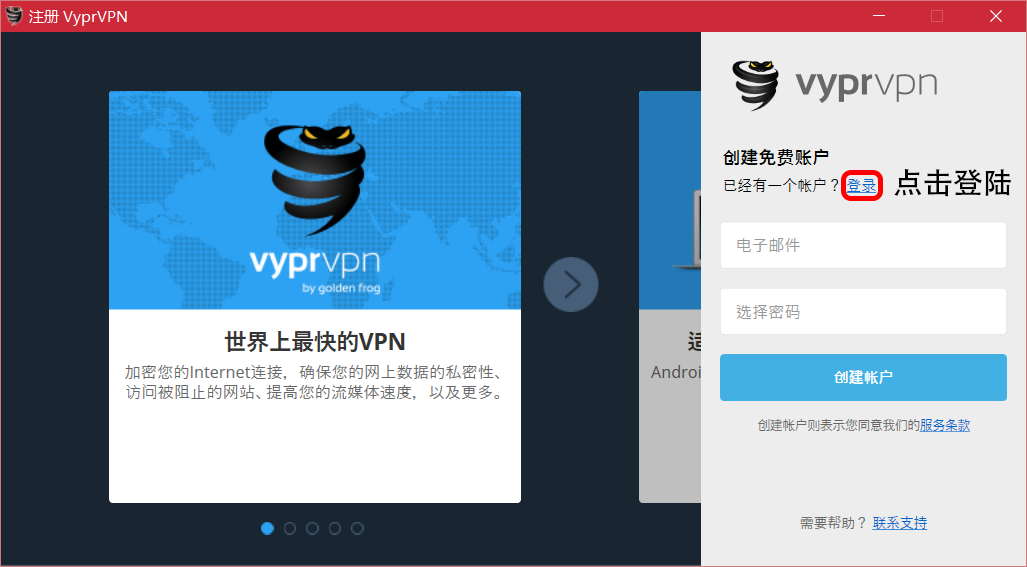 注册 VyprVPN
vyprvpn
by golden frog
世界上最快的VPN
加密您的Internet连接，确保您的网上数据的私密性、
访问被阻止的网站、提高您的流媒体速度，以及更多。
Androi
vyprvpn
创建免费账户
已经有一个帐户？登录 点击登陆
电子邮件
选择密码
创建帐户
创建帐户则表示您同意我们的服务条款
需要帮助？ 联系支持